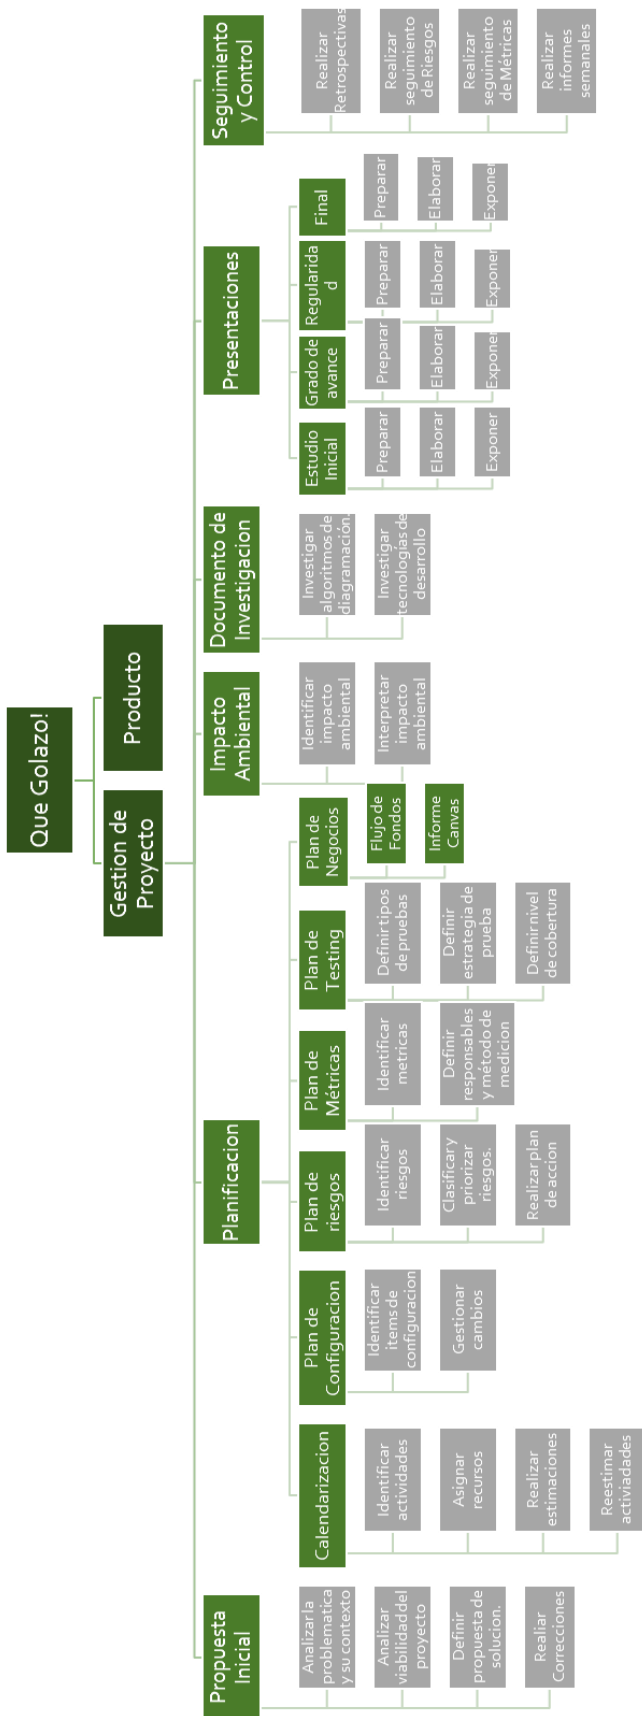 Que Golazo!
Gestion de
Proyecto
Producto
Propuesta
Inicial
Analizar la
problematica
y su contexto
Analizar
viabilidad del
proyecto
Definir
propuesta de
solucion.
Realiar
Correcciones
Planificacion
Calendarizacion
Identificar
actividades
Asignar
recursos
Realizar
estimaciones
Reestimar
activiadades
Plan de
Configuracion
Identificar
items de
configuracion
Gestionar
cambios
Plan de
riesgos
Identificar
riesgos
Clasificar y
priorizar
riesgos.
Realizar plan
de accion
Plan de
Métricas
Identificar
metricas
Definir
responsables
y método de
medicion
Plan de
Testing
Definir tipos
de pruebas
Definir
estrategia de
prueba
Definir nivel
de cobertura
Plan de
Negocios
Flujo de
Fondos
Informe
Canvas
Impacto
Ambiental
Identificar
impacto
ambiental
Interpretar
impacto
ambiental
Documento de
Investigacion
Investigar
algoritmos de
diagramación.
Investigar
tecnologías de
desarrollo
Presentaciones
Estudio
Inicial
Preparar
Elaborar
Exponer
Grado de
avance
Preparar
Elaborar
Exponer
Regularida
d
Preparar
Elaborar
Exponer
Final
Preparar
Elaborar
Exponer
Seguimiento
y Control
Realizar
Retrospectivas
Realizar
seguimiento
de Riesgos
Realizar
seguimiento
de Métricas
Realizar
informes
semanales